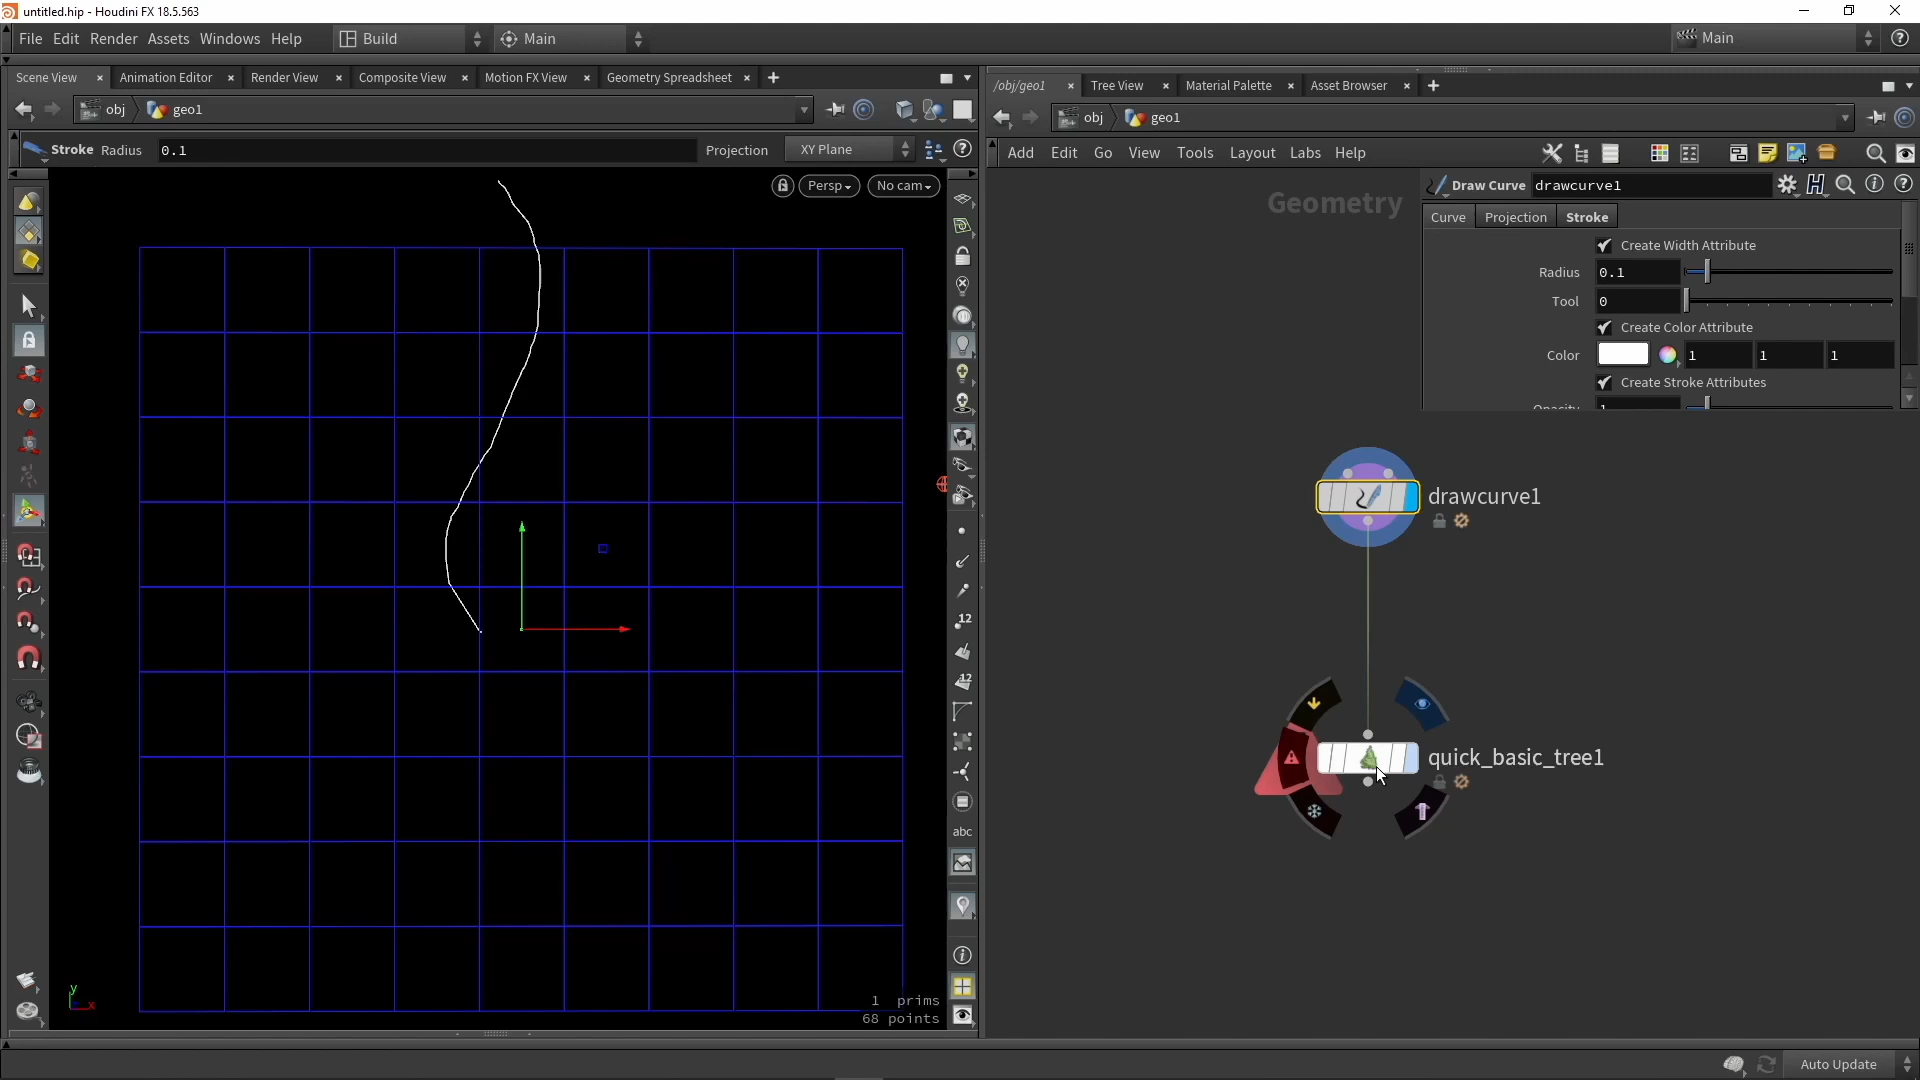 untitled.hip - Houdini FX 18.5.563
File Edit Render Assets Windows Help Build Main Main
Scene View Animation Editor Render View Composite View Motion FX View Geometry Spreadsheet
/obj/geo1 Tree View Material Palette Asset Browser
obj geo1
obj geo1
Stroke Radius 0.1 Projection XY Plane
Add Edit Go View Tools Layout Labs Help
Persp No cam
Geometry
Draw Curve drawcurve1
Curve Projection Stroke
Create Width Attribute
Radius 0.1
Tool 0
Create Color Attribute
Color 1 1 1
Create Stroke Attributes
Opacity 1
drawcurve1
quick_basic_tree1
12
12
abc
y
x
1 prims
68 points
Auto Update